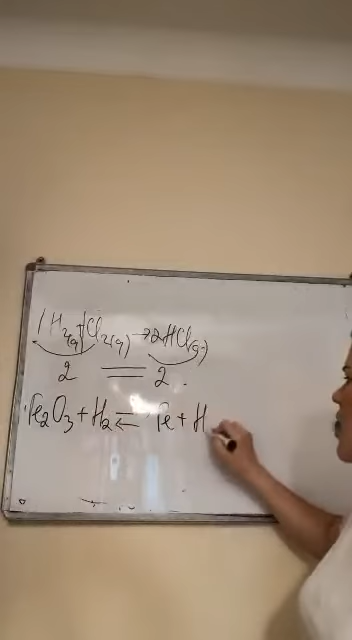 1H₂(g)+Cl₂(g)→2HCl(g)
2 = 2.
Fe₂O₃+H₂⇄Fe+H